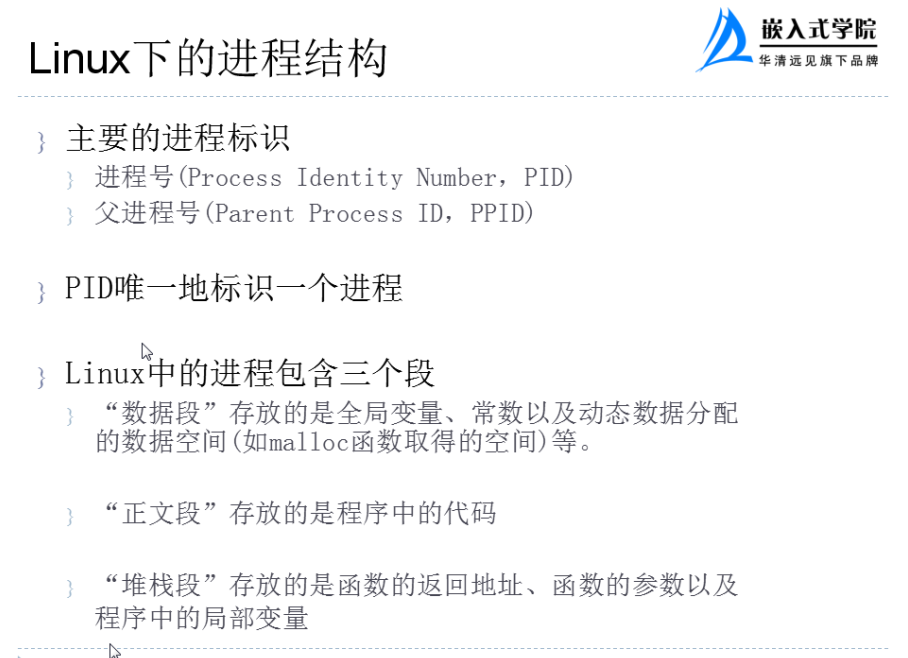 Linux下的进程结构
嵌入式学院
华清远见旗下品牌
} 主要的进程标识
} 进程号(Process Identity Number，PID)
} 父进程号(Parent Process ID，PPID)
} PID唯一地标识一个进程
} Linux中的进程包含三个段
} “数据段”存放的是全局变量、常数以及动态数据分配
的数据空间(如malloc函数取得的空间)等。
} “正文段”存放的是程序中的代码
} “堆栈段”存放的是函数的返回地址、函数的参数以及
程序中的局部变量